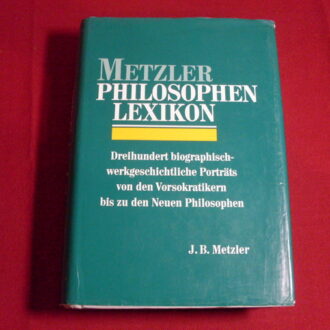 METZLER
PHILOSOPHEN
LEXIKON
Dreihundert biographisch-
werkgeschichtliche Porträts
von den Vorsokratikern
bis zu den Neuen Philosophen
J. B. Metzler